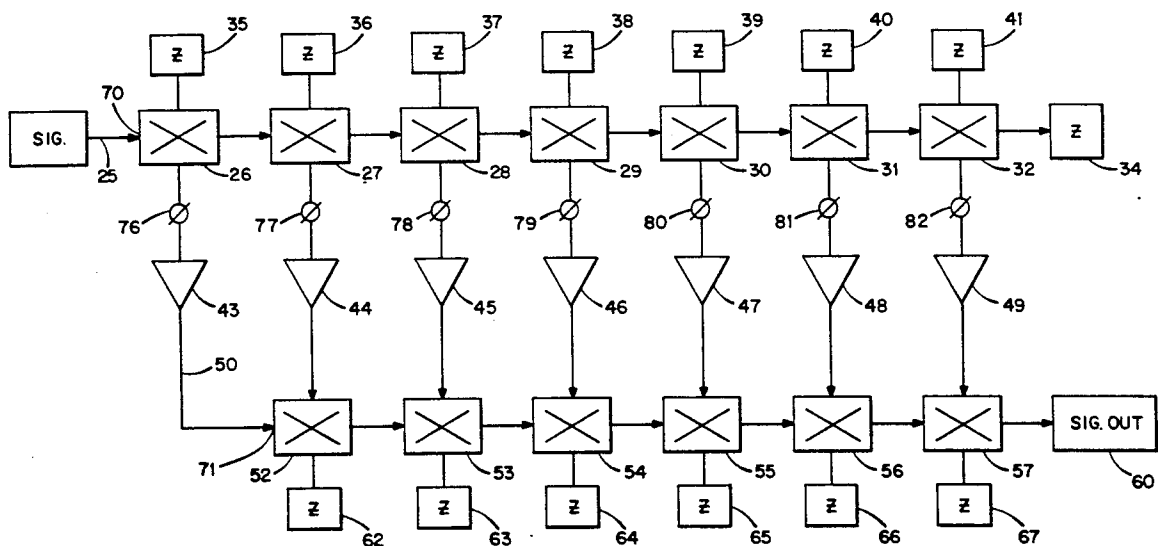 35 36 37 38 39 40 41
Z Z Z Z Z Z Z
70
SIG. Z
25 26 27 28 29 30 31 32 34
76 77 78 79 80 81 82
43 44 45 46 47 48 49
50
SIG. OUT
71 52 53 54 55 56 57 60
Z Z Z Z Z Z
62 63 64 65 66 67